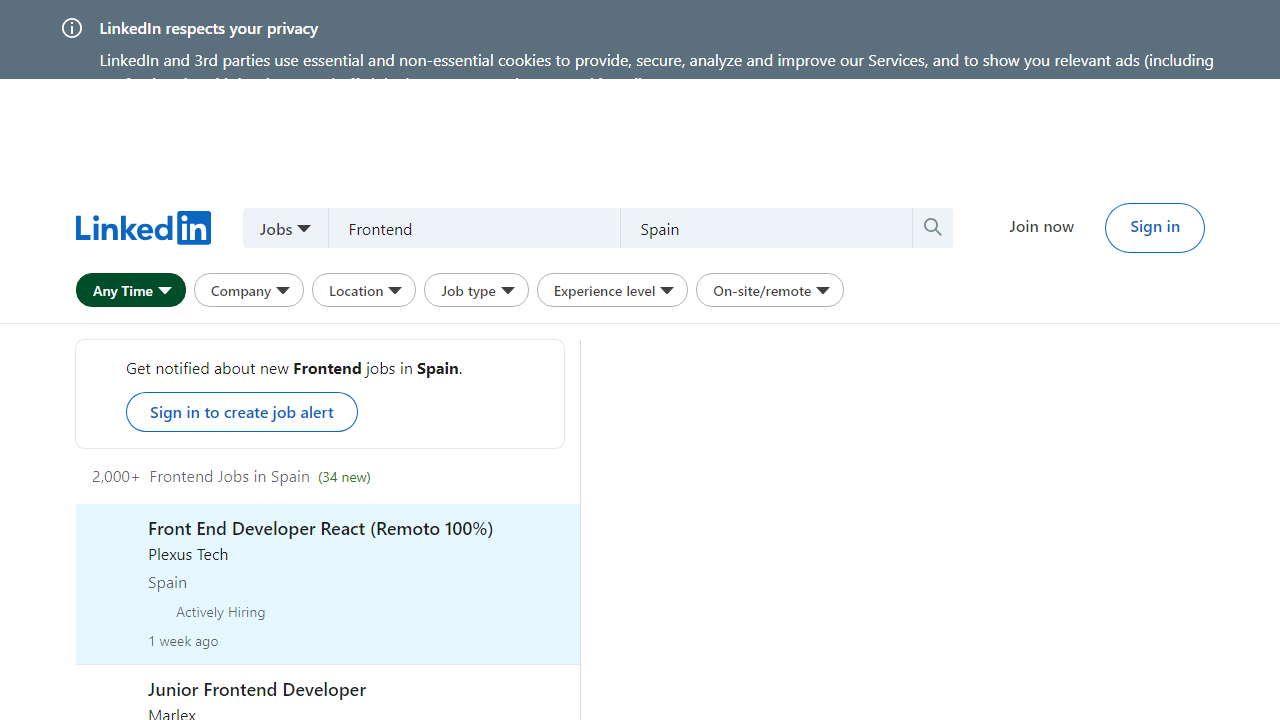 LinkedIn respects your privacy
LinkedIn and 3rd parties use essential and non-essential cookies to provide, secure, analyze and improve our Services, and to show you relevant ads (including
Linked in
Jobs
Frontend
Spain
Join now
Sign in
Any Time
Company
Location
Job type
Experience level
On-site/remote
Get notified about new Frontend jobs in Spain.
Sign in to create job alert
2,000+ Frontend Jobs in Spain (34 new)
Front End Developer React (Remoto 100%)
Plexus Tech
Spain
Actively Hiring
1 week ago
Junior Frontend Developer
Marlex